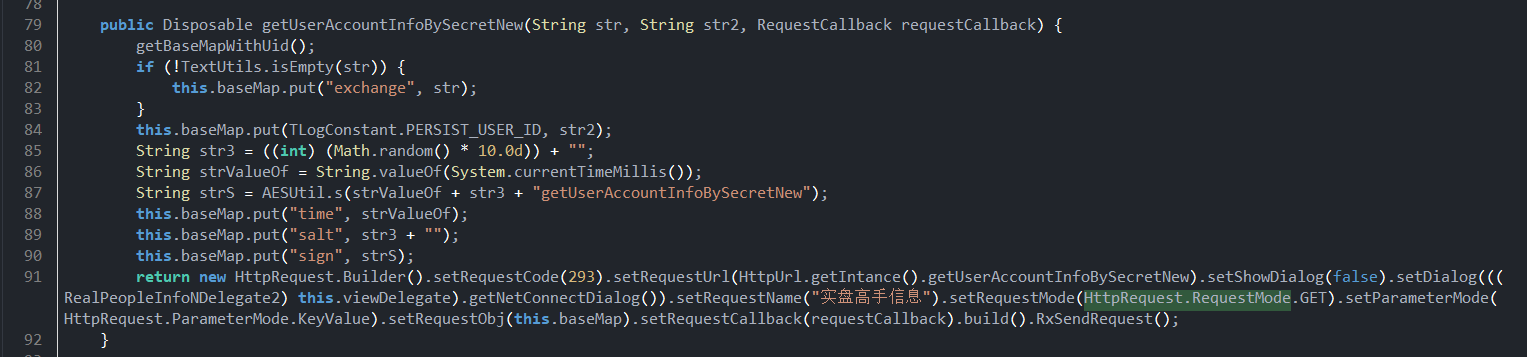 78
79 public Disposable getUserAccountInfoBySecretNew(String str, String str2, RequestCallback requestCallback) {
80 getBaseMapWithUid();
81 if (!TextUtils.isEmpty(str)) {
82 this.baseMap.put("exchange", str);
83 }
84 this.baseMap.put(TLogConstant.PERSIST_USER_ID, str2);
85 String str3 = ((int) (Math.random() * 10.0d)) + "";
86 String strValueOf = String.valueOf(System.currentTimeMillis());
87 String strS = AESUtil.s(strValueOf + str3 + "getUserAccountInfoBySecretNew");
88 this.baseMap.put("time", strValueOf);
89 this.baseMap.put("salt", str3 + "");
90 this.baseMap.put("sign", strS);
91 return new HttpRequest.Builder().setRequestCode(293).setRequestUrl(HttpUrl.getIntance().getUserAccountInfoBySecretNew).setShowDialog(false).setDialog(((
RealPeopleInfoNDelegate2) this.viewDelegate).getNetConnectDialog()).setRequestName("实盘高手信息").setRequestMode(HttpRequest.RequestMode.GET).setParameterMode(
HttpRequest.ParameterMode.KeyValue).setRequestObj(this.baseMap).setRequestCallback(requestCallback).build().RxSendRequest();
92 }